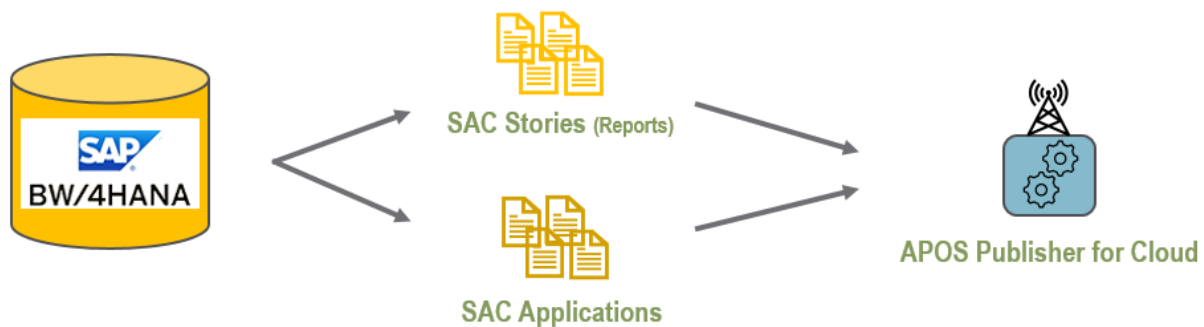 SAC Stories (Reports)
SAP
BW/4HANA
SAC Applications
APOS Publisher for Cloud